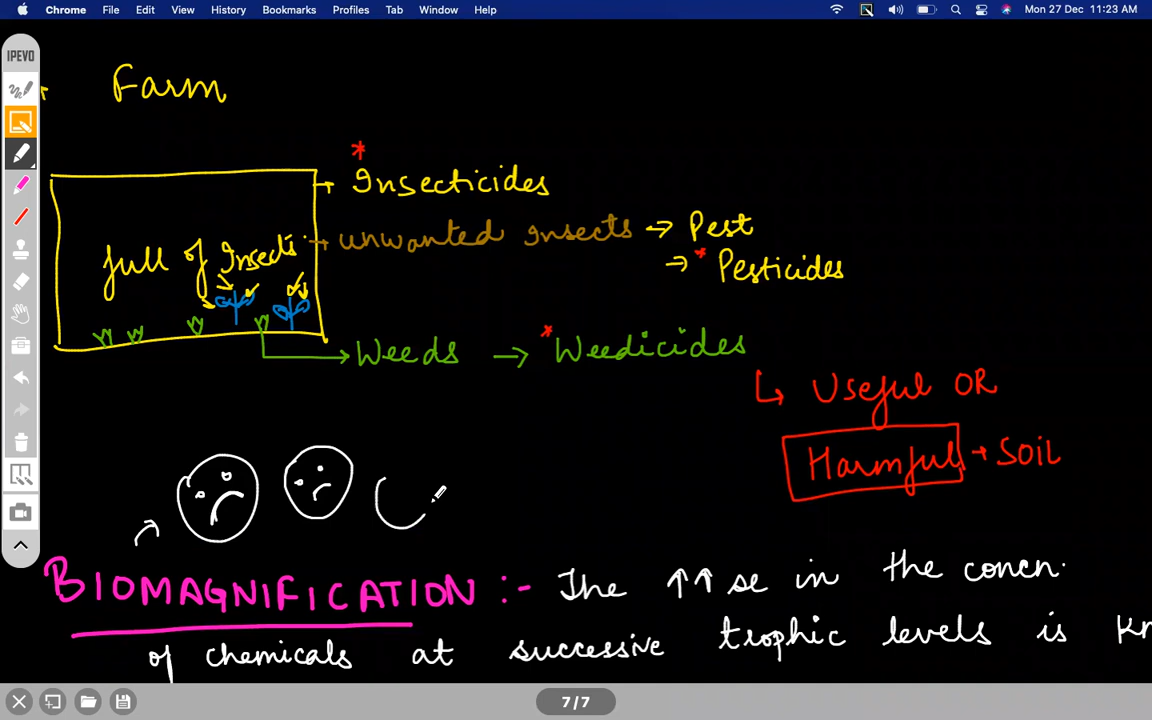 Chrome File Edit View History Bookmarks Profiles Tab Window Help Mon 27 Dec 11:23 AM
IPEVO
Farm
* Insecticides
full of Insects
→ unwanted insects → Pest
→ * Pesticides
Weeds → * Weedicides
↳ Useful OR
Harmful → SOIL
BIOMAGNIFICATION :- The ↑↑ se in the concn.
of chemicals at successive trophic levels is Kn
7/7